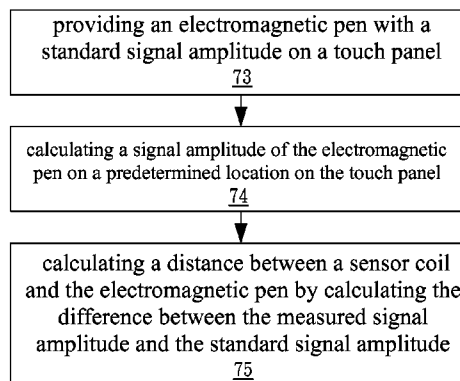 providing an electromagnetic pen with a
standard signal amplitude on a touch panel
73
calculating a signal amplitude of the electromagnetic
pen on a predetermined location on the touch panel
74
calculating a distance between a sensor coil
and the electromagnetic pen by calculating the
difference between the measured signal
amplitude and the standard signal amplitude
75